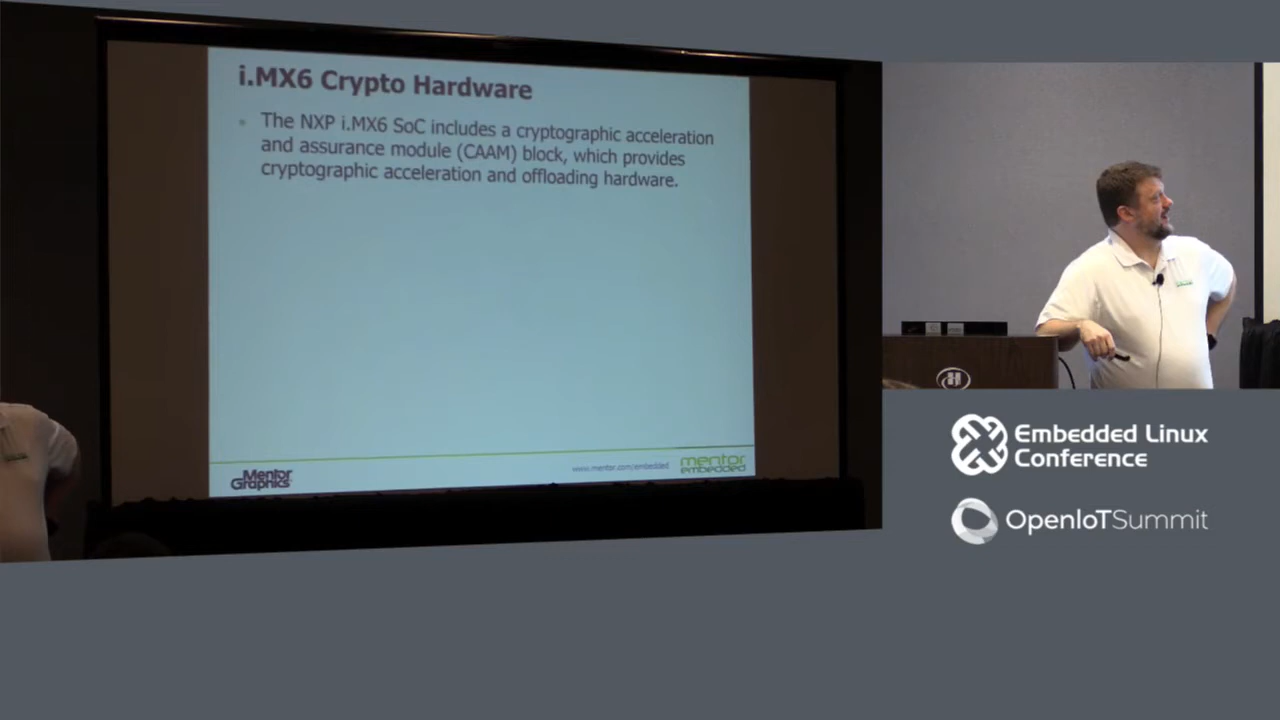 i.MX6 Crypto Hardware
The NXP i.MX6 SoC includes a cryptographic acceleration
and assurance module (CAAM) block, which provides
cryptographic acceleration and offloading hardware.
Mentor
Graphics
www.mentor.com/embedded
mentor
embedded
H
Embedded Linux
Conference
OpenIoTSummit